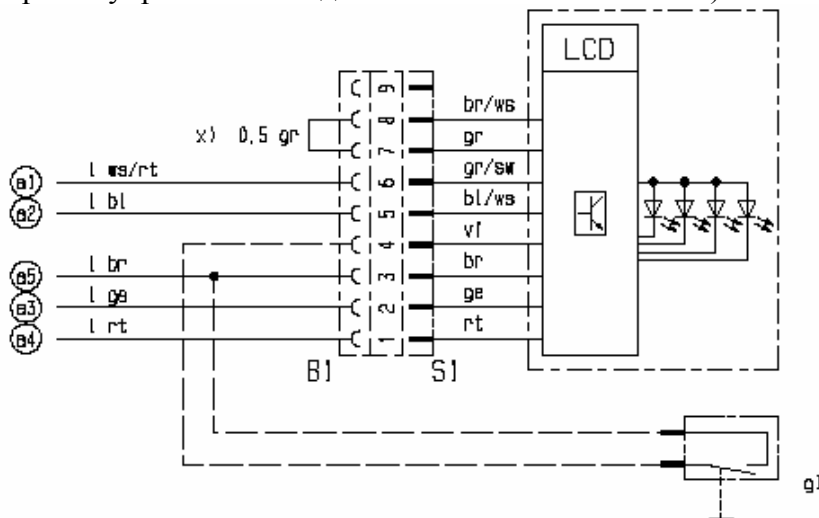 LCD
9
8
br/ws
x) 0,5 gr
7
gr
a1
1 ws/rt
6
gr/sw
a2
1 bl
5
bl/ws
4
vi
a5
1 br
3
br
a3
1 ge
2
ge
a4
1 rt
1
rt
B1
S1